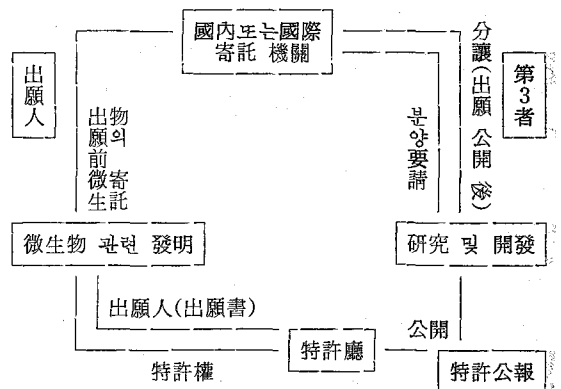 國內또는國際
寄託 機關
出願人
出願前微生
物의 寄託
분양要請
分讓(出願 公開 後)
第3者
微生物 관련 發明
硏究 및 開發
出願人(出願書)
公開
特許廳
特許權
特許公報